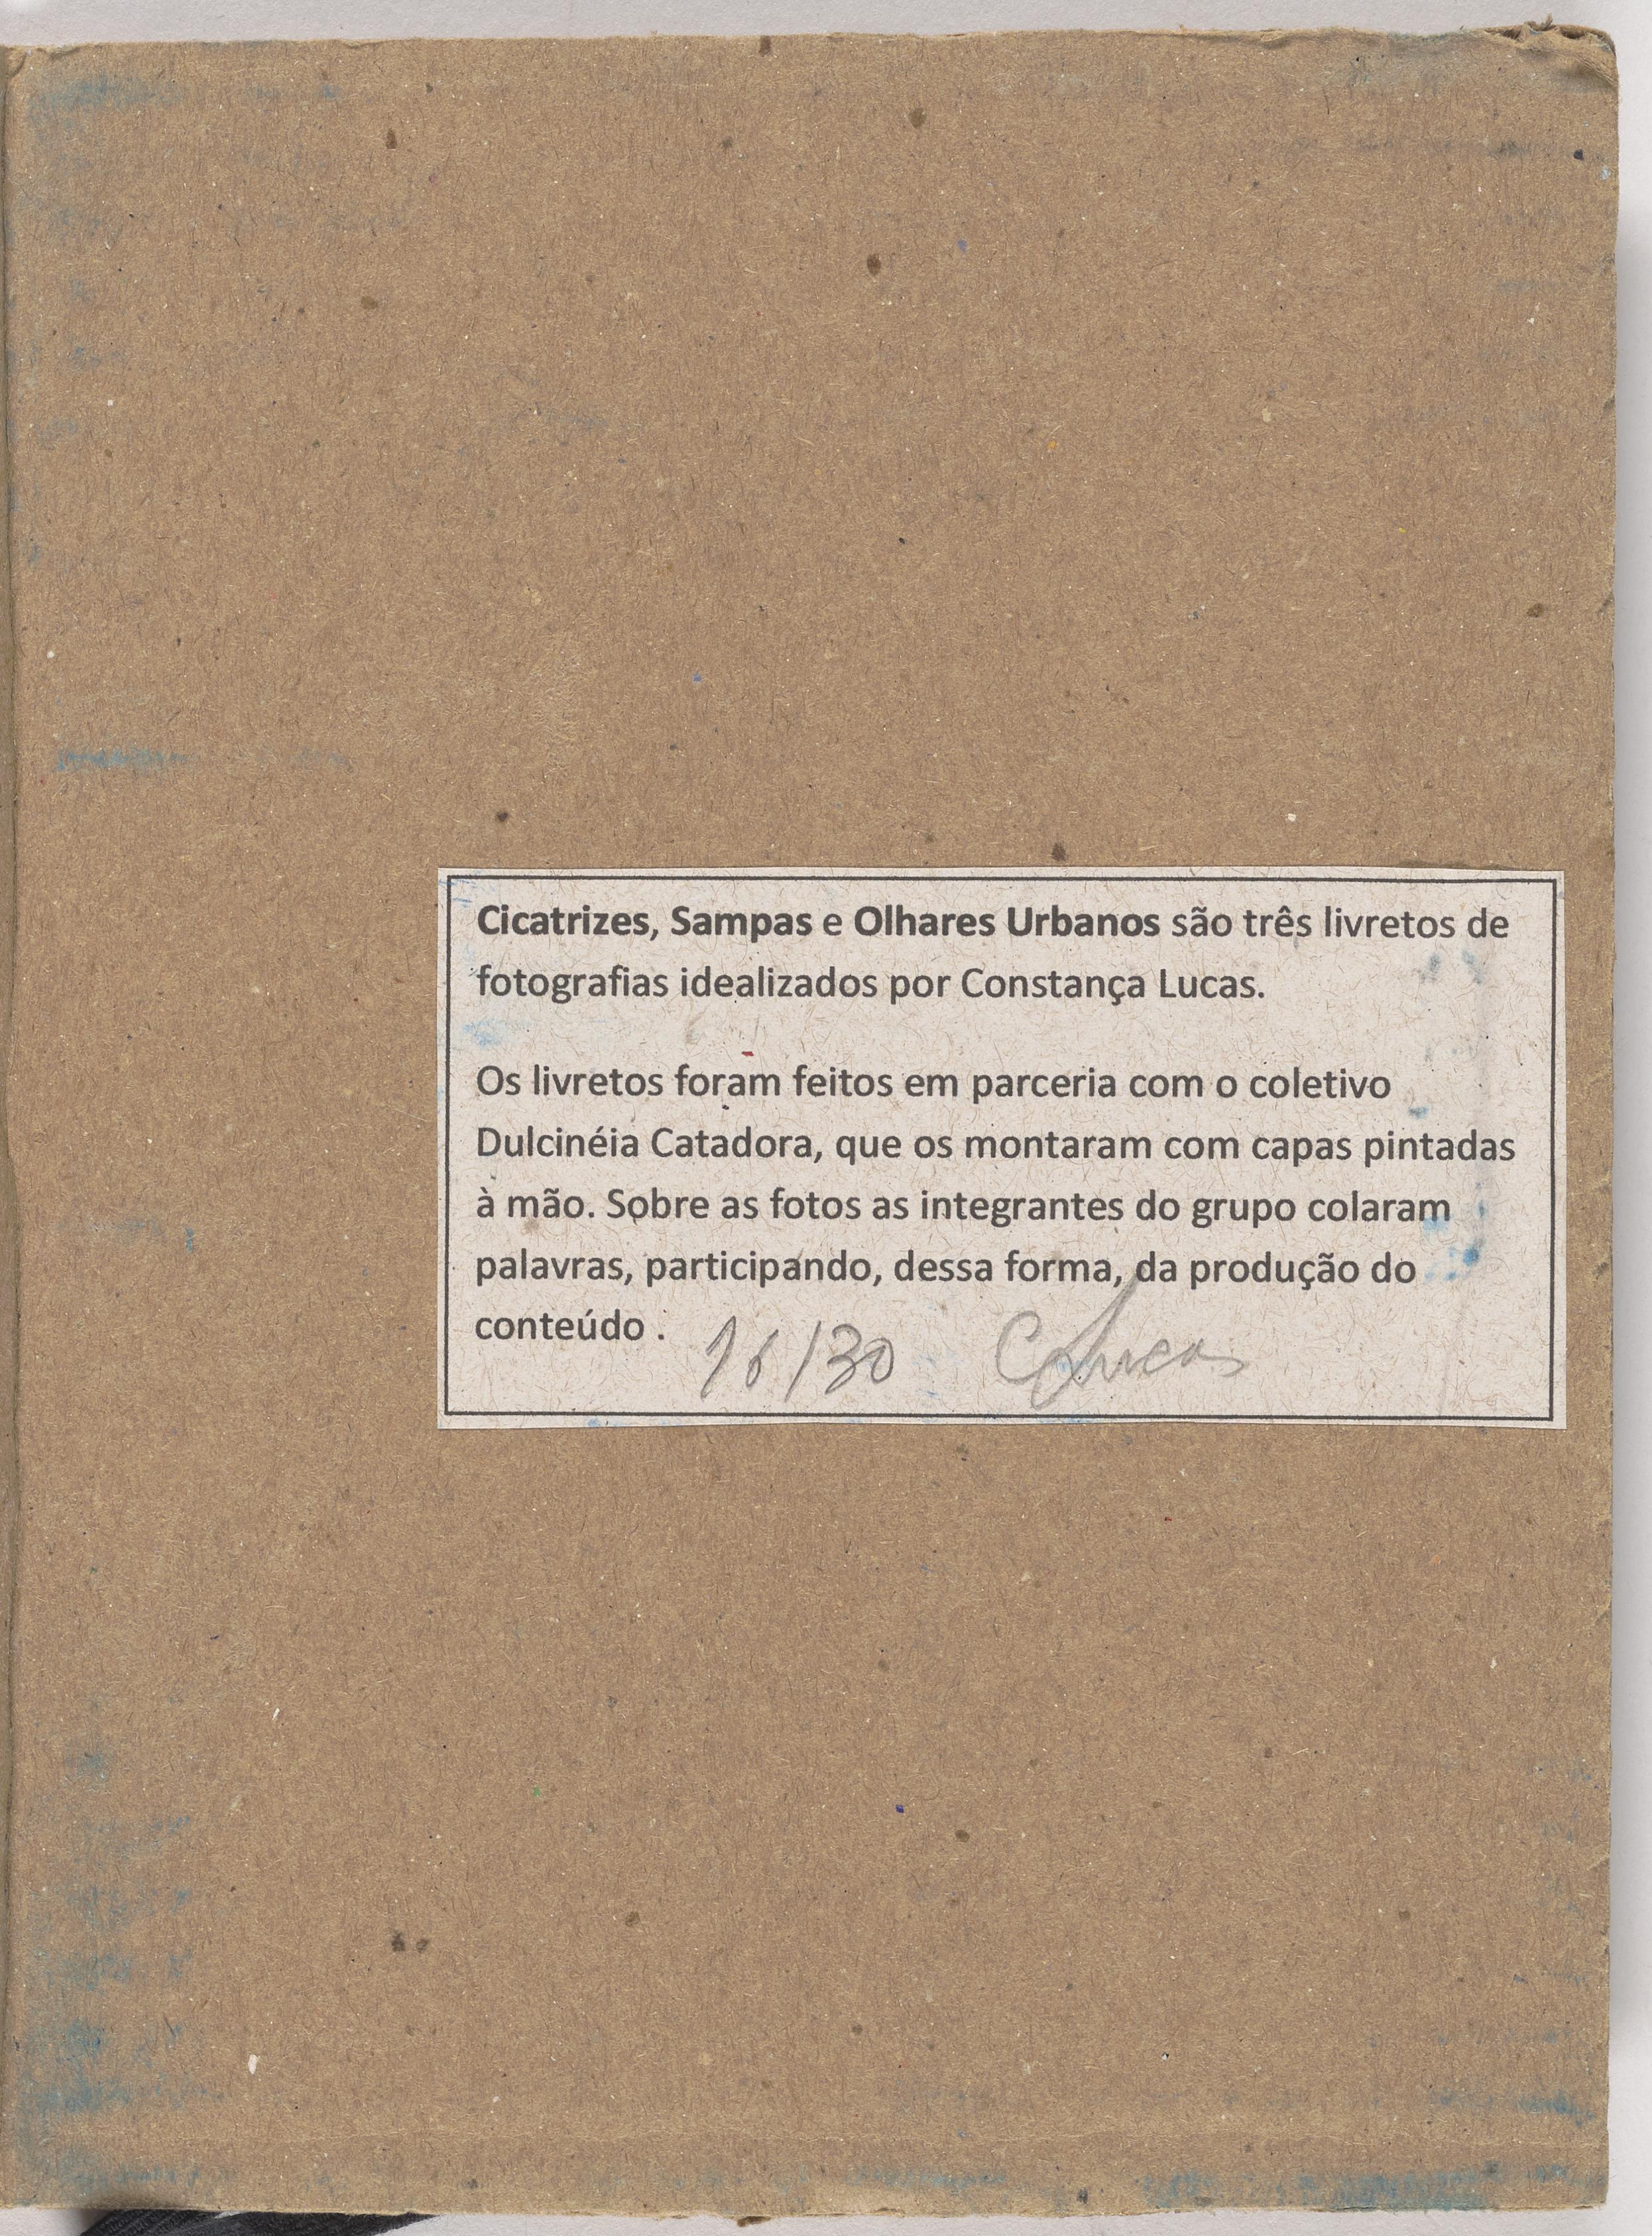 Cicatrizes, Sampas e Olhares Urbanos são três livretos de
fotografias idealizados por Constança Lucas.
Os livretos foram feitos em parceria com o coletivo
Dulcinéia Catadora, que os montaram com capas pintadas
à mão. Sobre as fotos as integrantes do grupo colaram
palavras, participando, dessa forma, da produção do
conteúdo .
16/30 CLucas